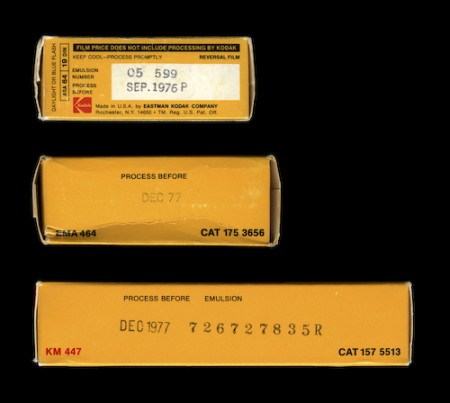 FILM PRICE DOES NOT INCLUDE PROCESSING BY KODAK
KEEP COOL—PROCESS PROMPTLY REVERSAL FILM
DAYLIGHT OR BLUE FLASH
ASA 64 19 DIN
EMULSION NUMBER 05 599
PROCESS BEFORE SEP. 1976 P
Kodak
Made in U.S.A. by EASTMAN KODAK COMPANY
Rochester, N.Y. 14650 • TM. Reg. U.S. Pat. Off.
PROCESS BEFORE
DEC 77
EMA 464 CAT 175 3656
PROCESS BEFORE EMULSION
DEC 1977 726727835R
KM 447 CAT 157 5513